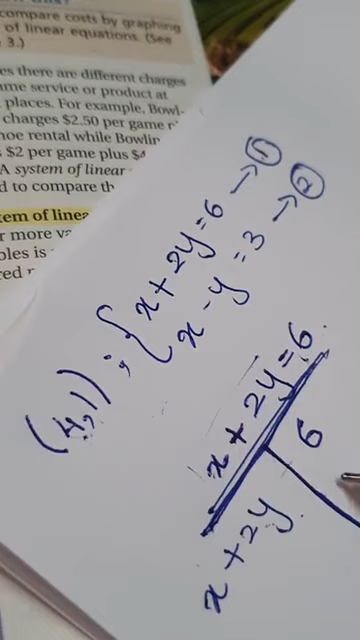 compare costs by graphing
of linear equations. (See
3.)
es there are different charges
ame service or product at
places. For example, Bowl-
charges $2.50 per game
hoe rental while Bowlin
$2 per game plus
A system of linear
d to compare th
tem of linea
r more va
bles is
red
(4,1) ; { x + 2y = 6 → ①
x - y = 3 → ②
x + 2y = 6
x + 2y | 6